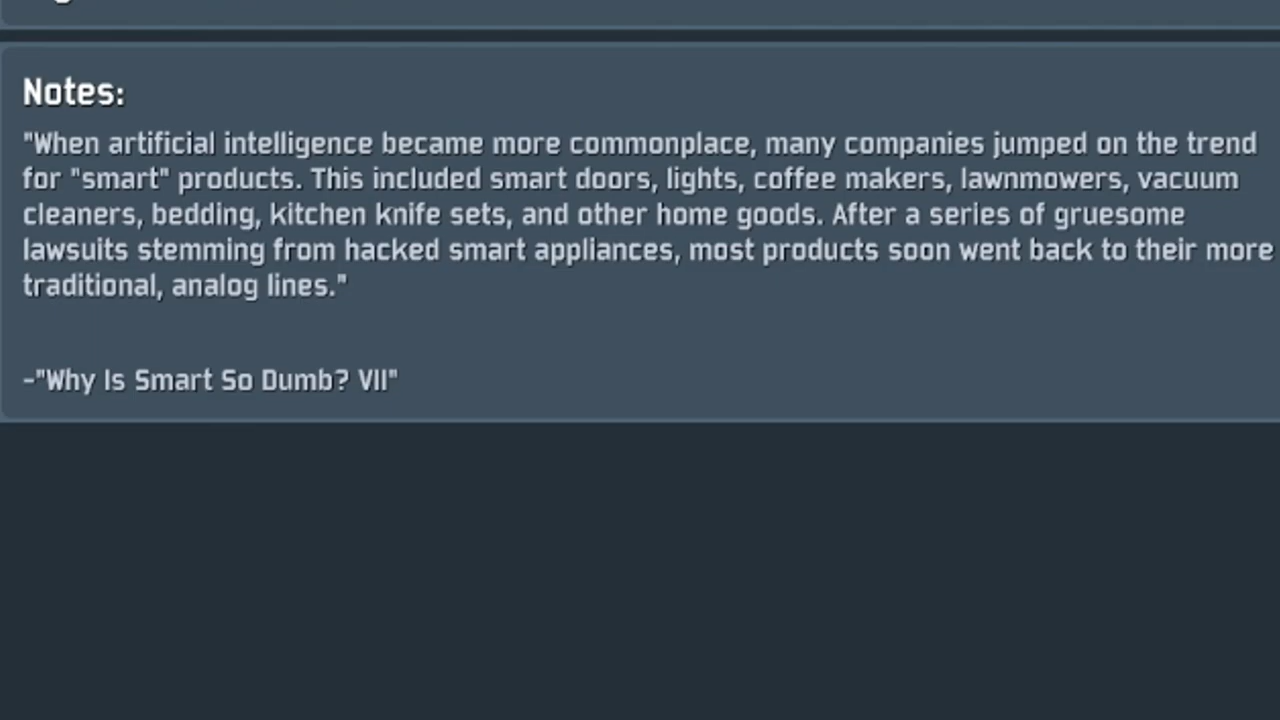 Notes:
"When artificial intelligence became more commonplace, many companies jumped on the trend
for "smart" products. This included smart doors, lights, coffee makers, lawnmowers, vacuum
cleaners, bedding, kitchen knife sets, and other home goods. After a series of gruesome
lawsuits stemming from hacked smart appliances, most products soon went back to their more
traditional, analog lines."
-"Why Is Smart So Dumb? VII"